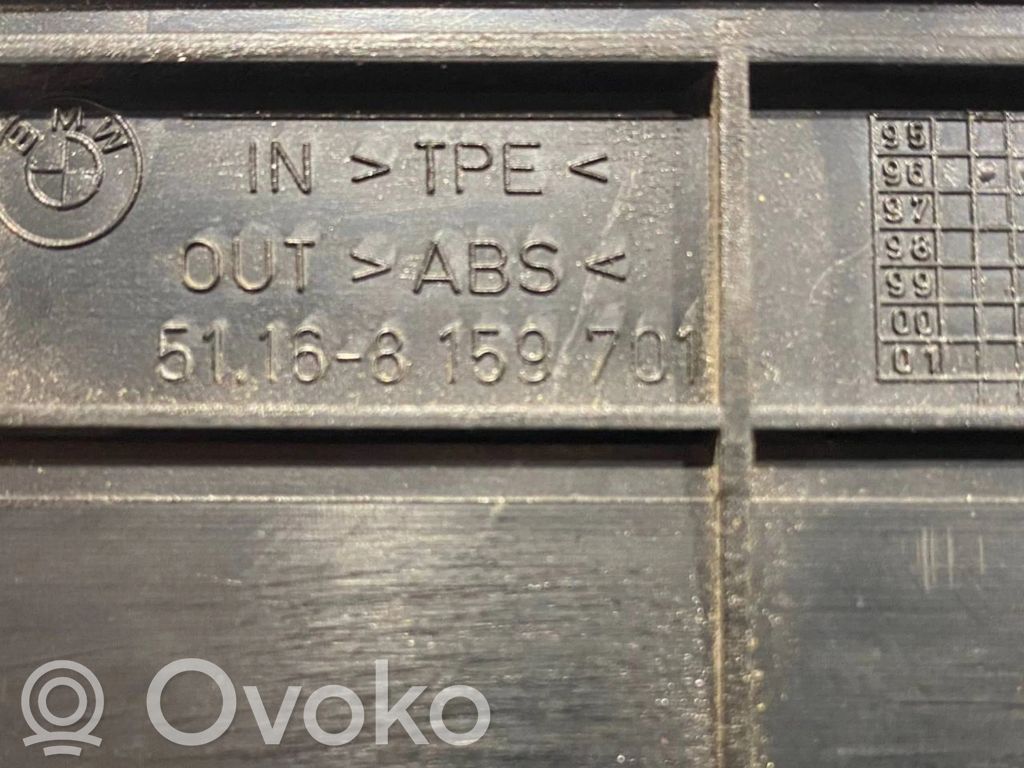 BMW
IN >TPE<
OUT >ABS<
51.16-8 159 701
95
96
97
98
99
00
01
Ovoko